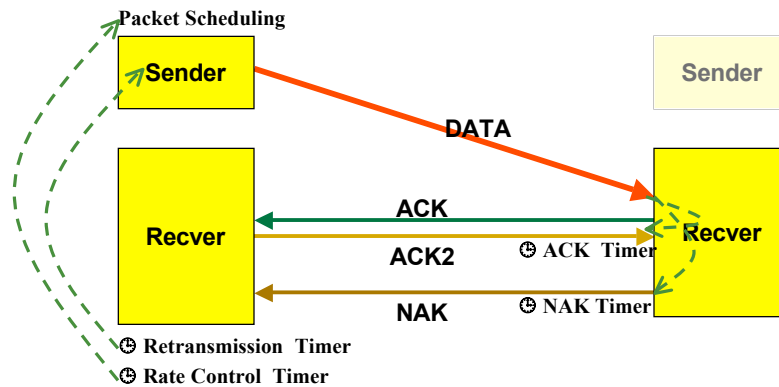 Packet Scheduling
Sender
Sender
DATA
ACK
Recver
Recver
ACK2
ACK Timer
NAK Timer
NAK
Retransmission Timer
Rate Control Timer